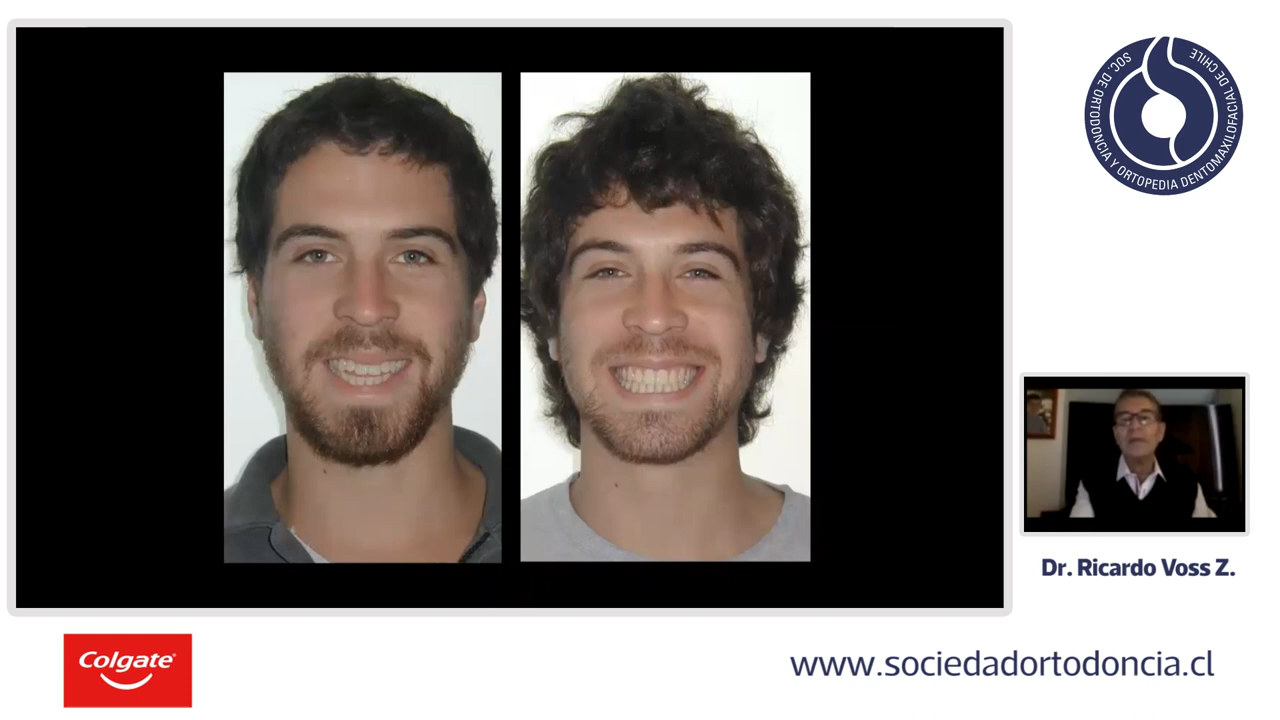 SOC. DE ORTODONCIA Y ORTOPEDIA DENTOMAXILOFACIAL DE CHILE
Dr. Ricardo Voss Z.
Colgate®
www.sociedadortodoncia.cl